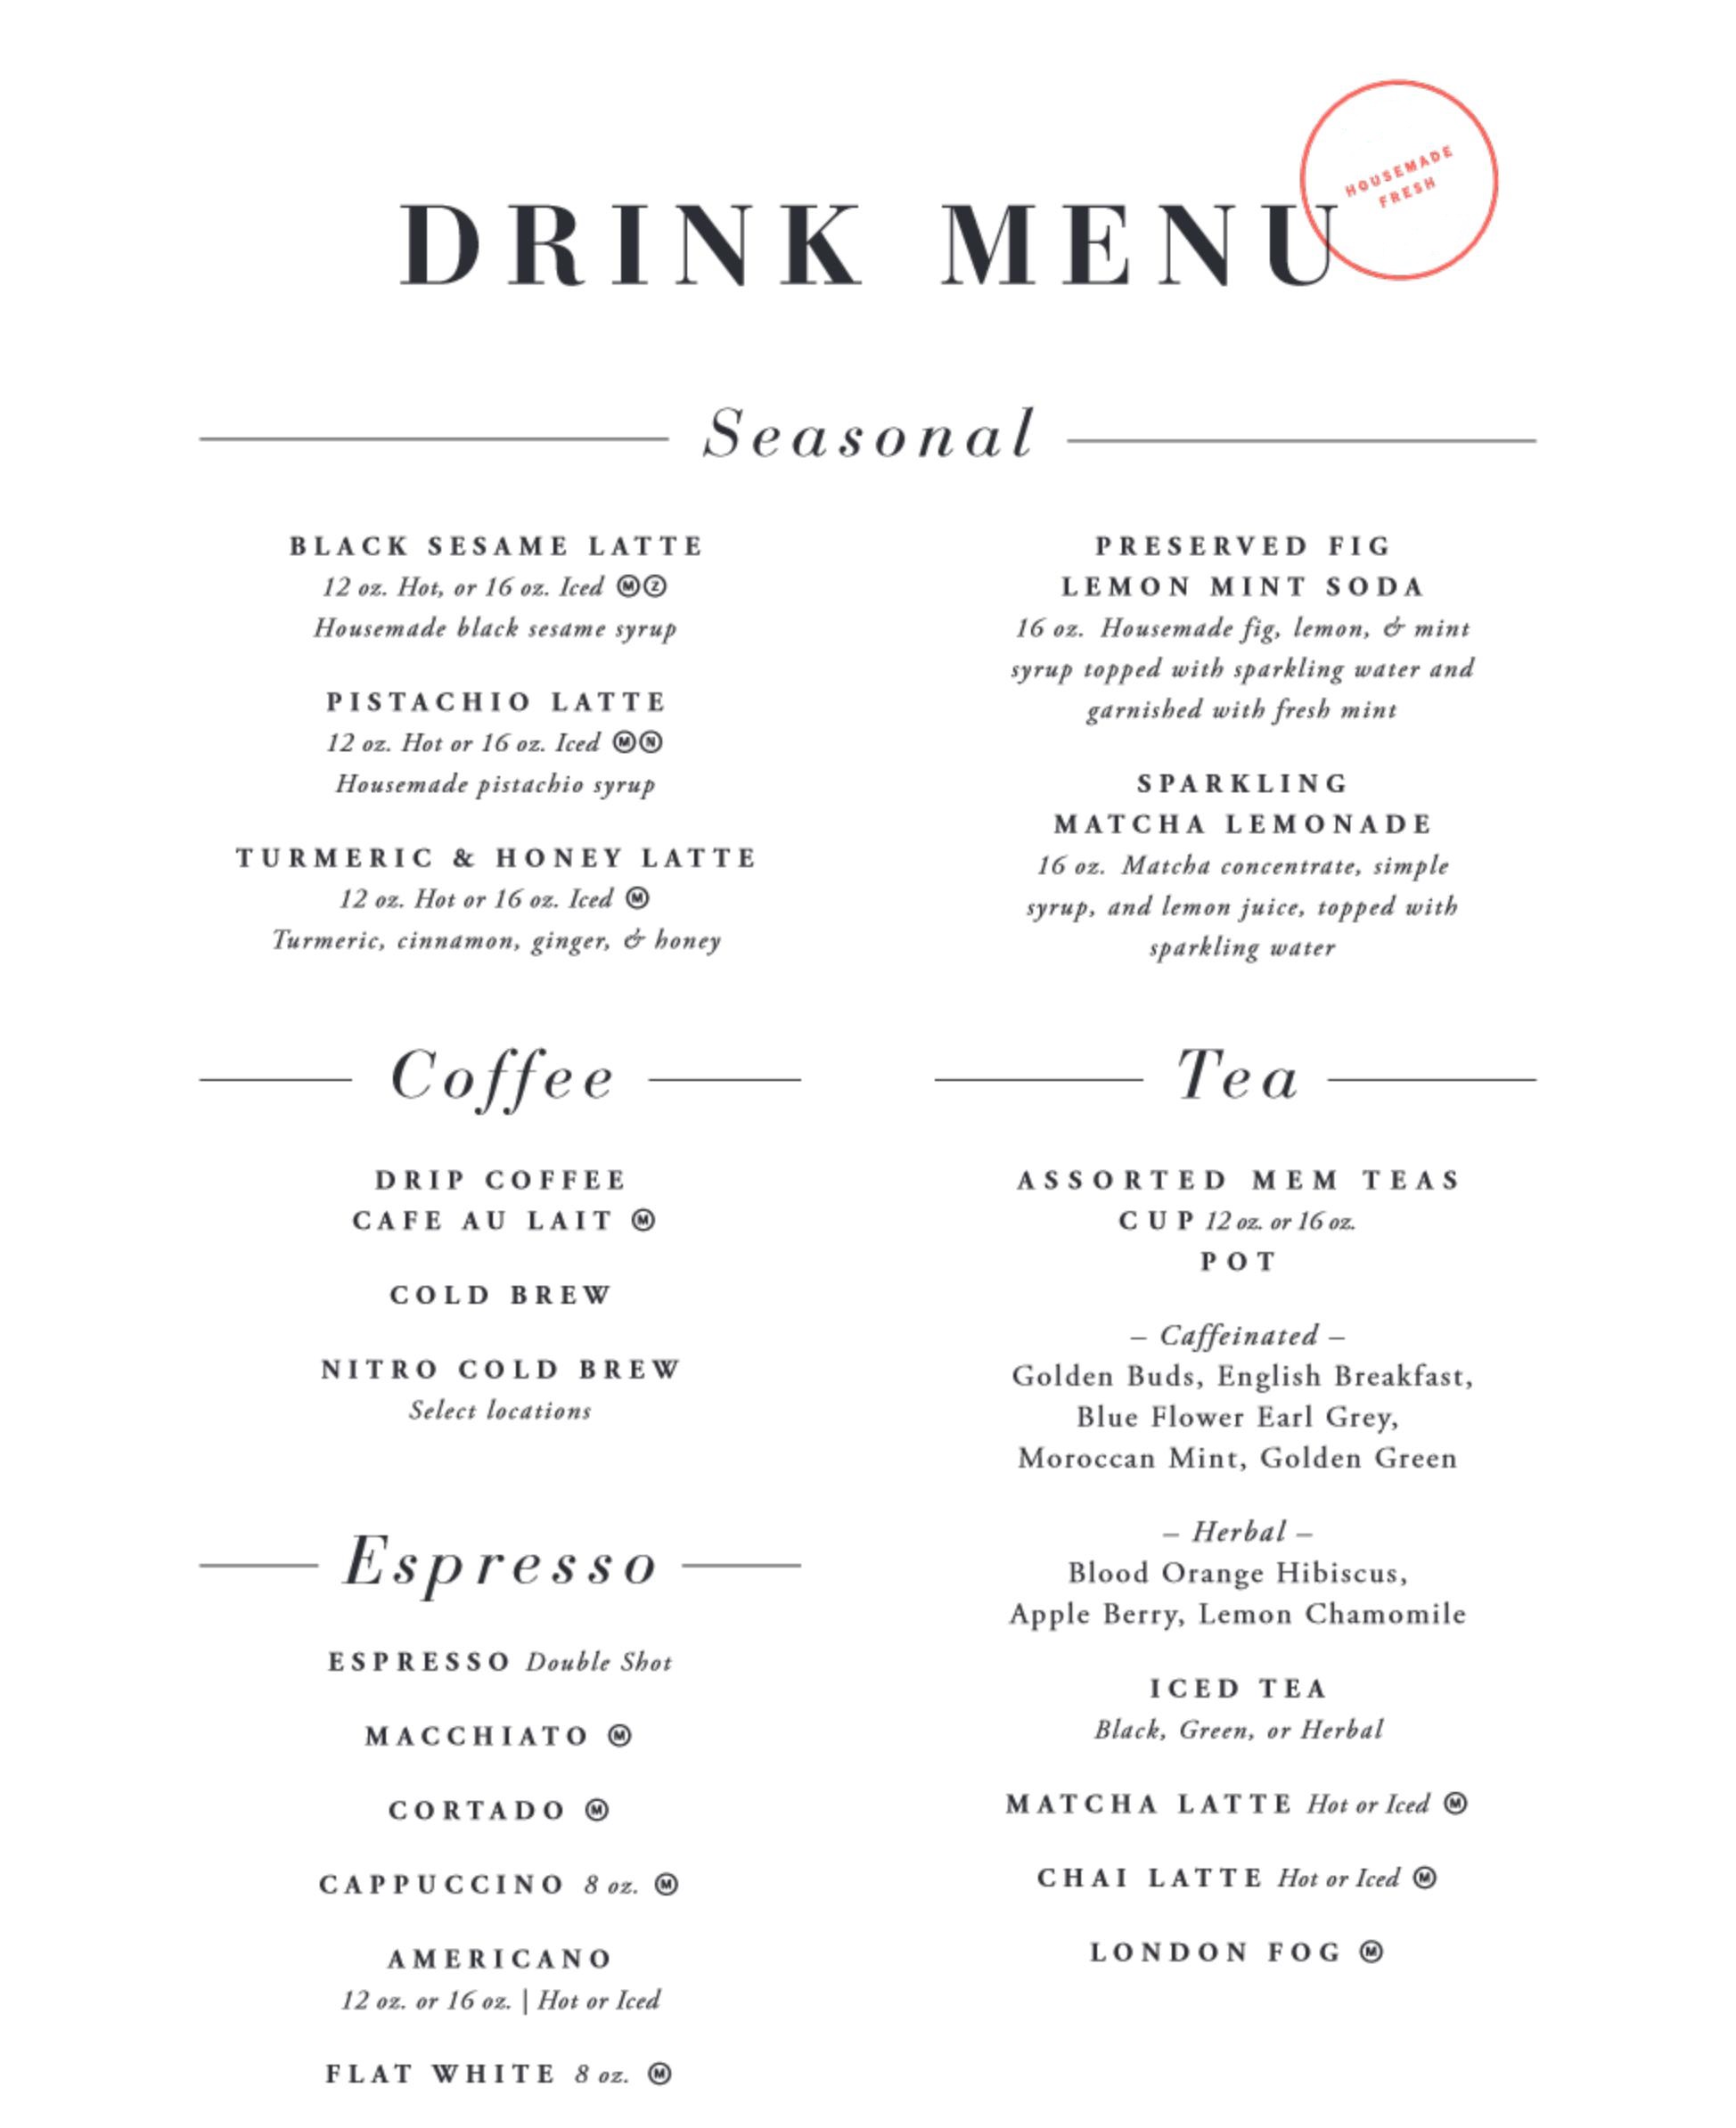 HOUSEMADE
FRESH
DRINK MENU
Seasonal
BLACK SESAME LATTE
12 oz. Hot, or 16 oz. Iced Ⓜ Ⓩ
Housemade black sesame syrup
PISTACHIO LATTE
12 oz. Hot or 16 oz. Iced Ⓜ Ⓝ
Housemade pistachio syrup
TURMERIC & HONEY LATTE
12 oz. Hot or 16 oz. Iced Ⓜ
Turmeric, cinnamon, ginger, & honey
PRESERVED FIG
LEMON MINT SODA
16 oz. Housemade fig, lemon, & mint
syrup topped with sparkling water and
garnished with fresh mint
SPARKLING
MATCHA LEMONADE
16 oz. Matcha concentrate, simple
syrup, and lemon juice, topped with
sparkling water
Coffee
DRIP COFFEE
CAFE AU LAIT Ⓜ
COLD BREW
NITRO COLD BREW
Select locations
Espresso
ESPRESSO Double Shot
MACCHIATO Ⓜ
CORTADO Ⓜ
CAPPUCCINO 8 oz. Ⓜ
AMERICANO
12 oz. or 16 oz. | Hot or Iced
FLAT WHITE 8 oz. Ⓜ
Tea
ASSORTED MEM TEAS
CUP 12 oz. or 16 oz.
POT
– Caffeinated –
Golden Buds, English Breakfast,
Blue Flower Earl Grey,
Moroccan Mint, Golden Green
– Herbal –
Blood Orange Hibiscus,
Apple Berry, Lemon Chamomile
ICED TEA
Black, Green, or Herbal
MATCHA LATTE Hot or Iced Ⓜ
CHAI LATTE Hot or Iced Ⓜ
LONDON FOG Ⓜ